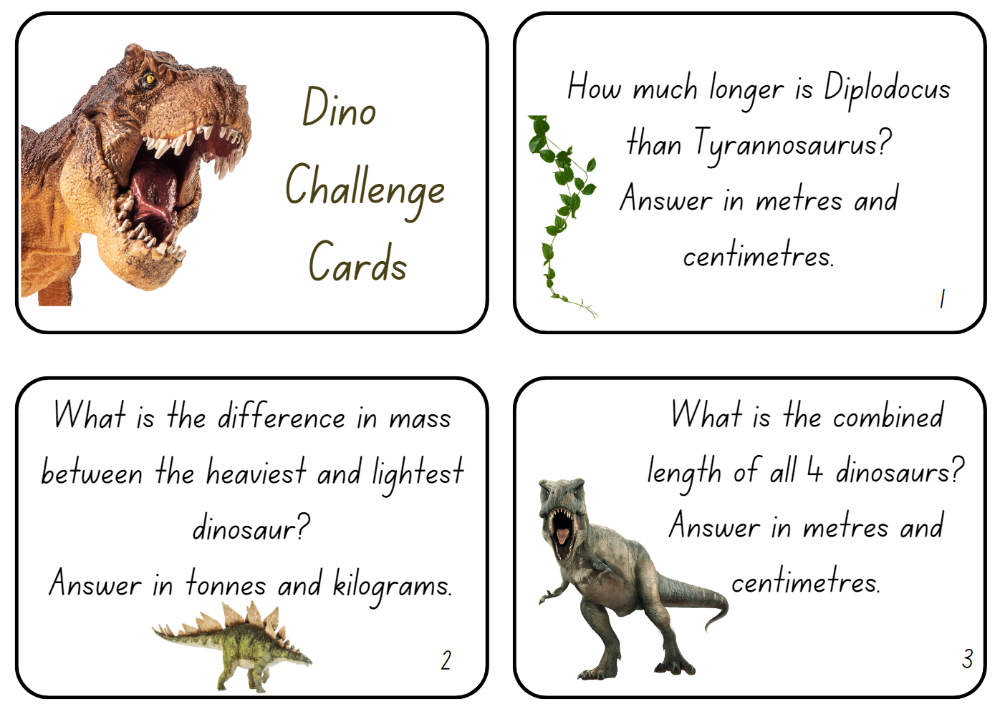 Dino
Challenge
Cards
How much longer is Diplodocus
than Tyrannosaurus?
Answer in metres and
centimetres.
1
What is the difference in mass
between the heaviest and lightest
dinosaur?
Answer in tonnes and kilograms.
2
What is the combined
length of all 4 dinosaurs?
Answer in metres and
centimetres.
3